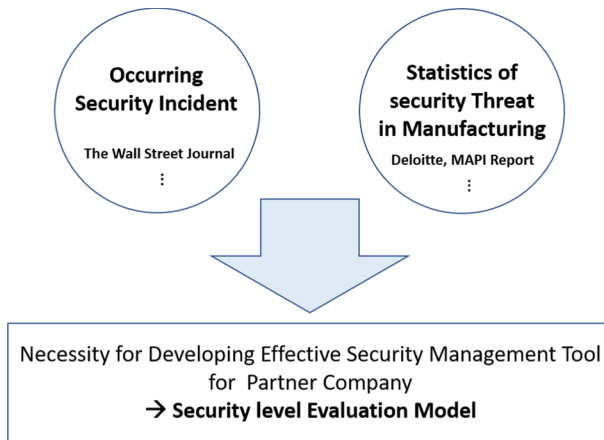 Occurring
Security Incident
The Wall Street Journal
⋮
Statistics of
security Threat
in Manufacturing
Deloitte, MAPI Report
⋮
Necessity for Developing Effective Security Management Tool
for Partner Company
→ Security level Evaluation Model